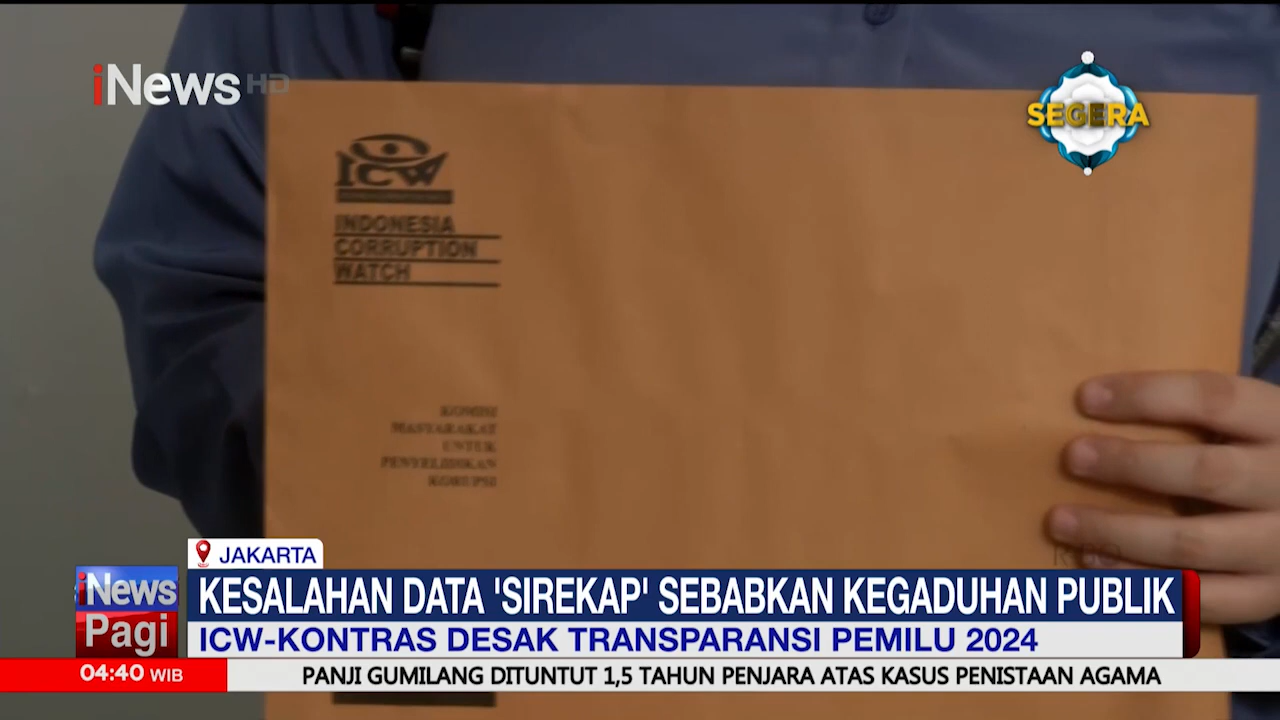 iNews HD
SEGERA
ICW
INDONESIA
CORRUPTION
WATCH
KOMISI
MASYARAKAT
UNTUK
PENYELIDIKAN
KORUPSI
JAKARTA
iNews
Pagi
KESALAHAN DATA 'SIREKAP' SEBABKAN KEGADUHAN PUBLIK
ICW-KONTRAS DESAK TRANSPARANSI PEMILU 2024
04:40 WIB
PANJI GUMILANG DITUNTUT 1,5 TAHUN PENJARA ATAS KASUS PENISTAAN AGAMA